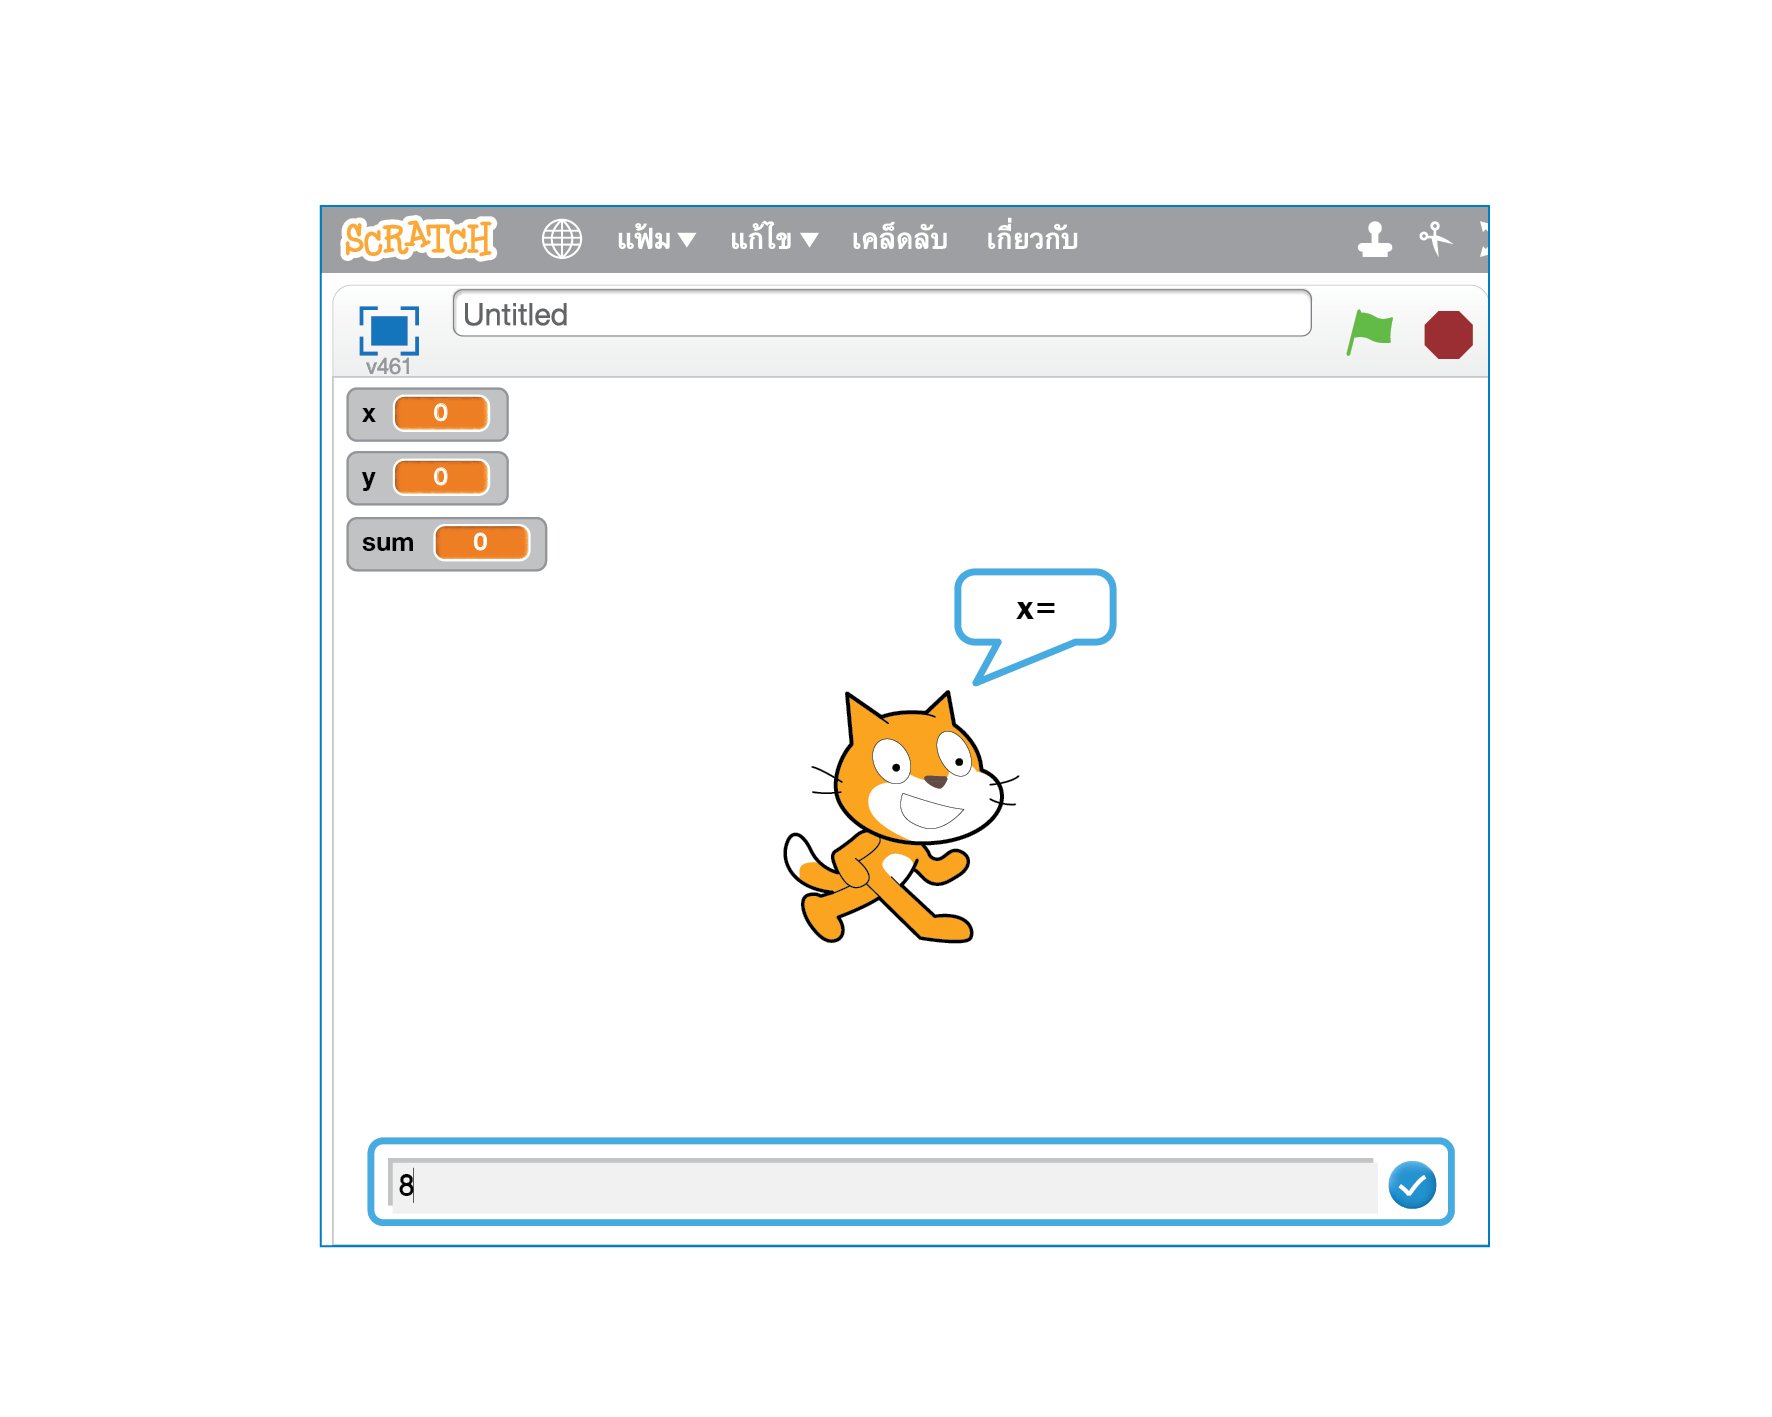 SCRATCH แฟ้ม แก้ไข เคล็ดลับ เกี่ยวกับ
Untitled
v461
x 0
y 0
sum 0
x=
8